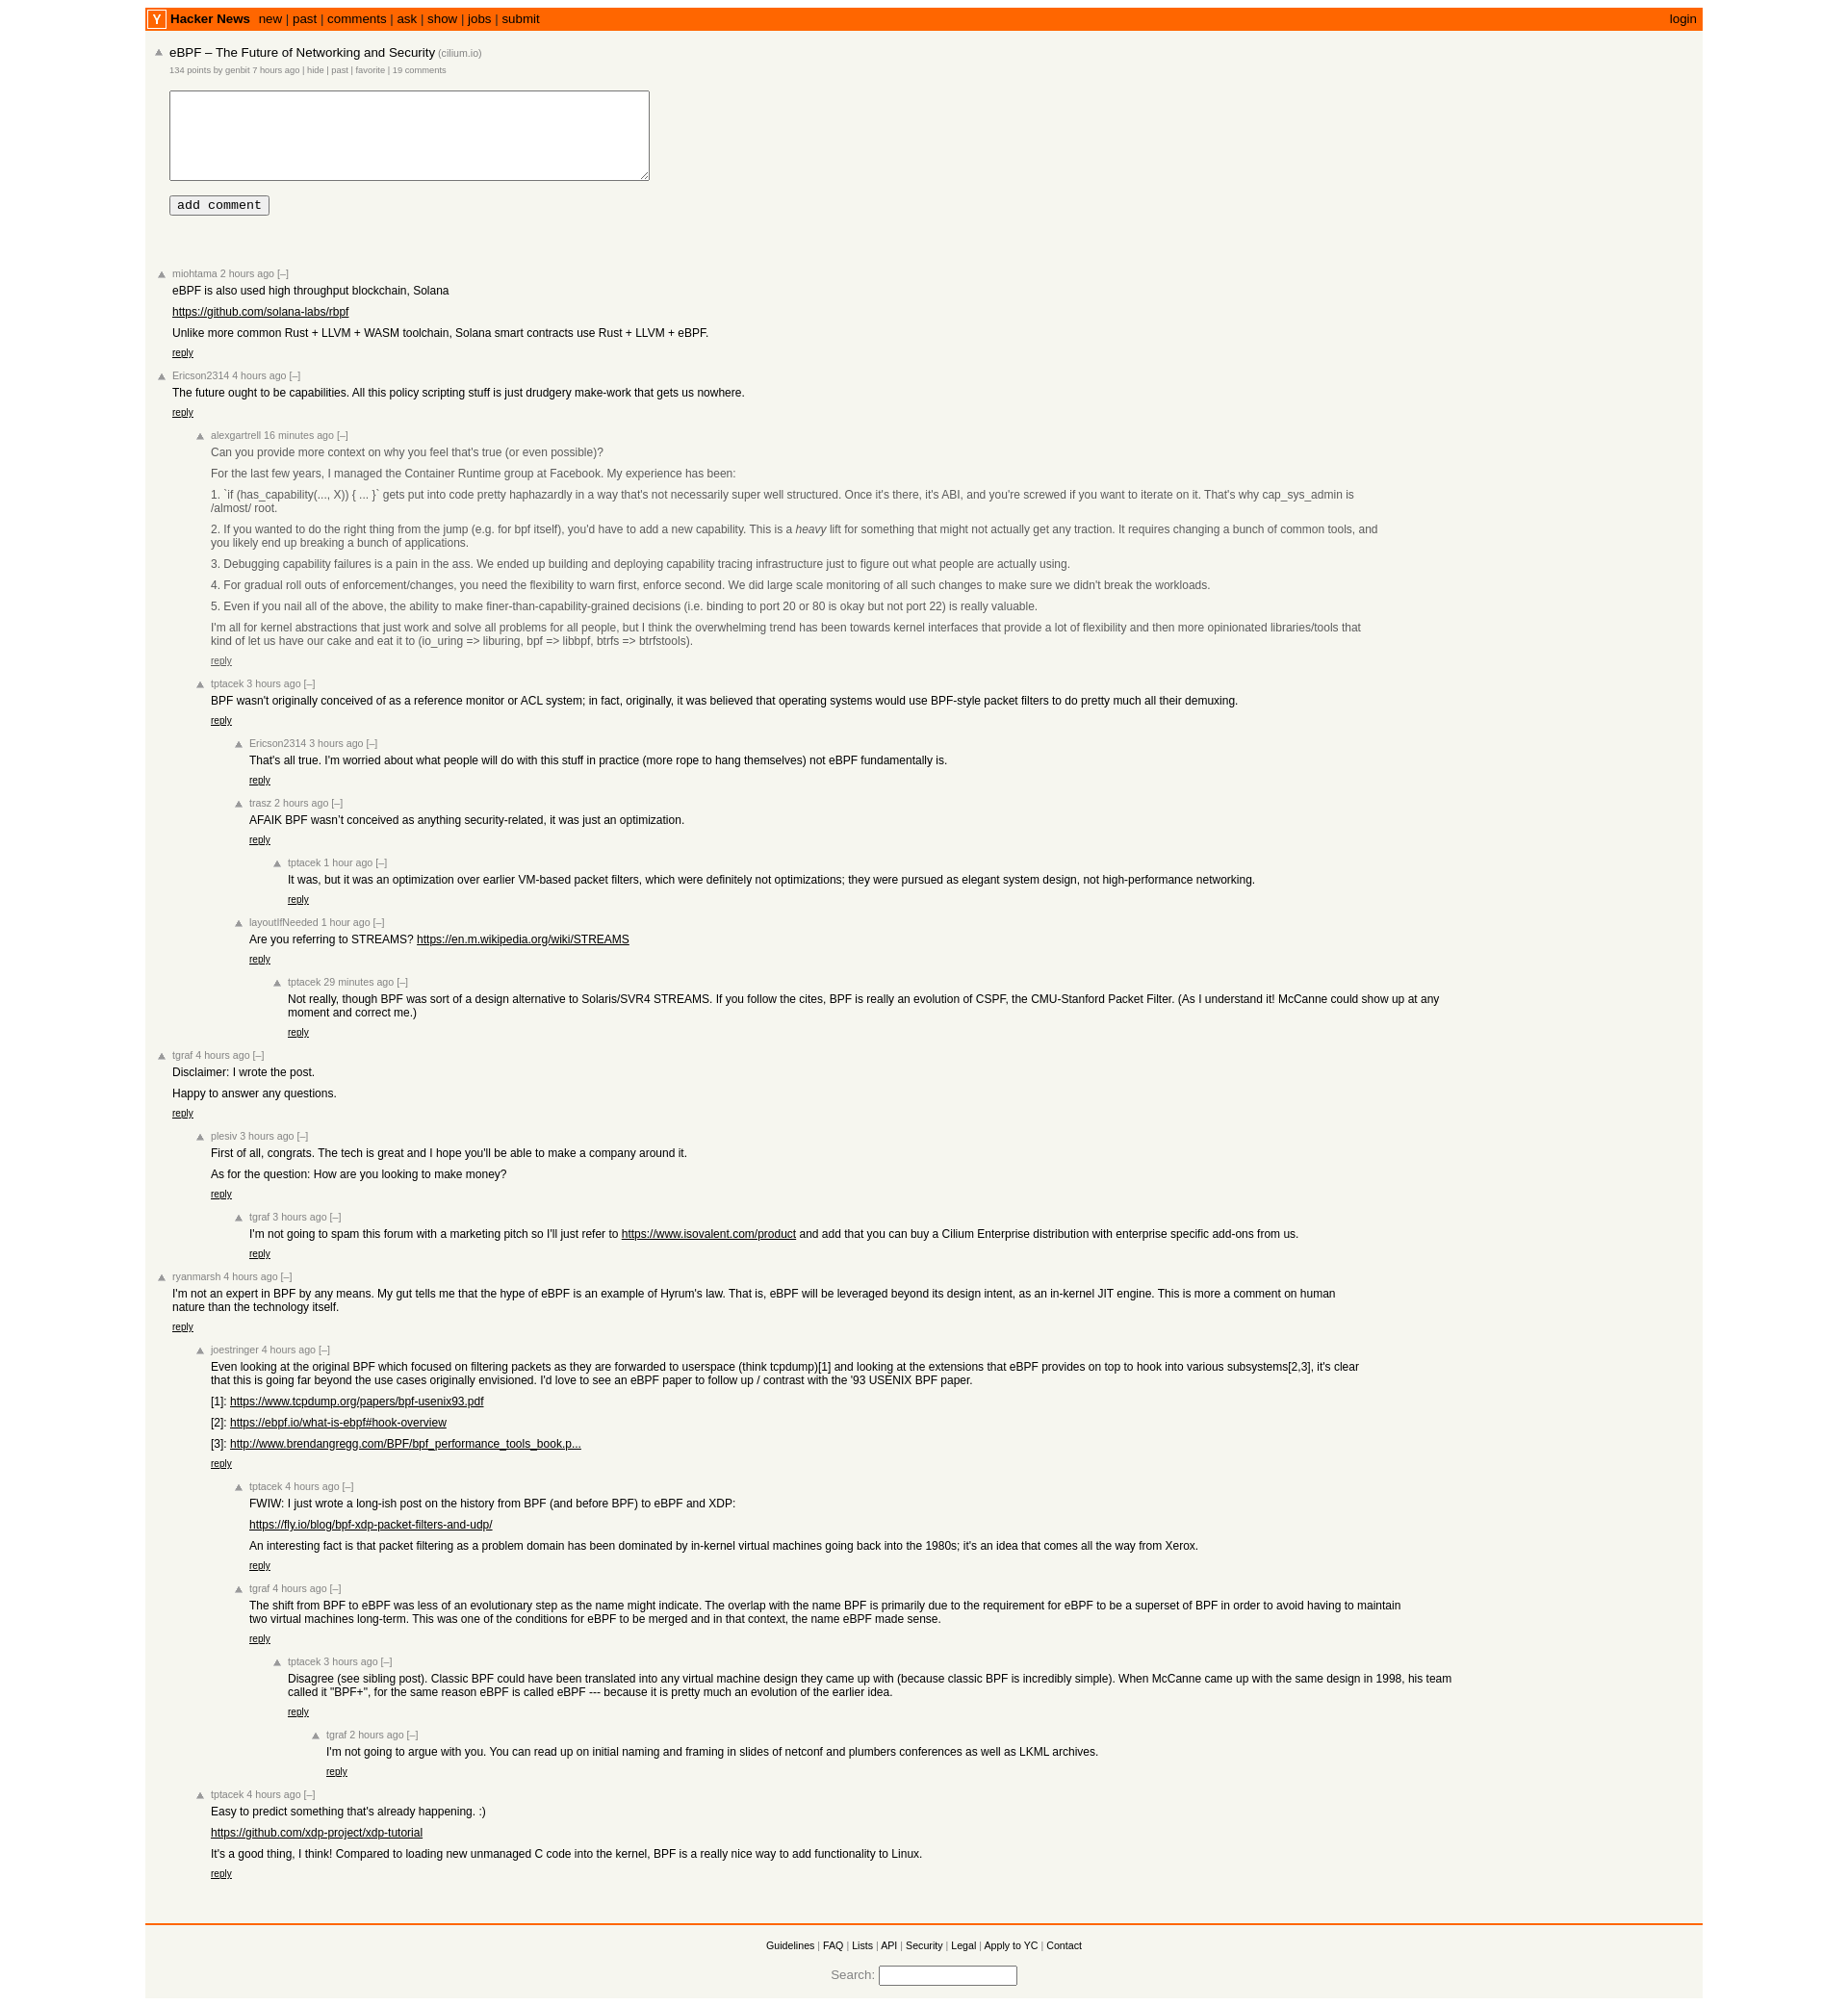 Y Hacker News new | past | comments | ask | show | jobs | submit login
eBPF – The Future of Networking and Security (cilium.io)
134 points by genbit 7 hours ago | hide | past | favorite | 19 comments
add comment
miohtama 2 hours ago [–]
eBPF is also used high throughput blockchain, Solana
https://github.com/solana-labs/rbpf
Unlike more common Rust + LLVM + WASM toolchain, Solana smart contracts use Rust + LLVM + eBPF.
reply
Ericson2314 4 hours ago [–]
The future ought to be capabilities. All this policy scripting stuff is just drudgery make-work that gets us nowhere.
reply
alexgartrell 16 minutes ago [–]
Can you provide more context on why you feel that's true (or even possible)?
For the last few years, I managed the Container Runtime group at Facebook. My experience has been:
1. `if (has_capability(..., X)) { ... }` gets put into code pretty haphazardly in a way that's not necessarily super well structured. Once it's there, it's ABI, and you're screwed if you want to iterate on it. That's why cap_sys_admin is
/almost/ root.
2. If you wanted to do the right thing from the jump (e.g. for bpf itself), you'd have to add a new capability. This is a heavy lift for something that might not actually get any traction. It requires changing a bunch of common tools, and
you likely end up breaking a bunch of applications.
3. Debugging capability failures is a pain in the ass. We ended up building and deploying capability tracing infrastructure just to figure out what people are actually using.
4. For gradual roll outs of enforcement/changes, you need the flexibility to warn first, enforce second. We did large scale monitoring of all such changes to make sure we didn't break the workloads.
5. Even if you nail all of the above, the ability to make finer-than-capability-grained decisions (i.e. binding to port 20 or 80 is okay but not port 22) is really valuable.
I'm all for kernel abstractions that just work and solve all problems for all people, but I think the overwhelming trend has been towards kernel interfaces that provide a lot of flexibility and then more opinionated libraries/tools that
kind of let us have our cake and eat it to (io_uring => liburing, bpf => libbpf, btrfs => btrfstools).
reply
tptacek 3 hours ago [–]
BPF wasn't originally conceived of as a reference monitor or ACL system; in fact, originally, it was believed that operating systems would use BPF-style packet filters to do pretty much all their demuxing.
reply
Ericson2314 3 hours ago [–]
That's all true. I'm worried about what people will do with this stuff in practice (more rope to hang themselves) not eBPF fundamentally is.
reply
trasz 2 hours ago [–]
AFAIK BPF wasn’t conceived as anything security-related, it was just an optimization.
reply
tptacek 1 hour ago [–]
It was, but it was an optimization over earlier VM-based packet filters, which were definitely not optimizations; they were pursued as elegant system design, not high-performance networking.
reply
layoutIfNeeded 1 hour ago [–]
Are you referring to STREAMS? https://en.m.wikipedia.org/wiki/STREAMS
reply
tptacek 29 minutes ago [–]
Not really, though BPF was sort of a design alternative to Solaris/SVR4 STREAMS. If you follow the cites, BPF is really an evolution of CSPF, the CMU-Stanford Packet Filter. (As I understand it! McCanne could show up at any
moment and correct me.)
reply
tgraf 4 hours ago [–]
Disclaimer: I wrote the post.
Happy to answer any questions.
reply
plesiv 3 hours ago [–]
First of all, congrats. The tech is great and I hope you'll be able to make a company around it.
As for the question: How are you looking to make money?
reply
tgraf 3 hours ago [–]
I'm not going to spam this forum with a marketing pitch so I'll just refer to https://www.isovalent.com/product and add that you can buy a Cilium Enterprise distribution with enterprise specific add-ons from us.
reply
ryanmarsh 4 hours ago [–]
I'm not an expert in BPF by any means. My gut tells me that the hype of eBPF is an example of Hyrum's law. That is, eBPF will be leveraged beyond its design intent, as an in-kernel JIT engine. This is more a comment on human
nature than the technology itself.
reply
joestringer 4 hours ago [–]
Even looking at the original BPF which focused on filtering packets as they are forwarded to userspace (think tcpdump)[1] and looking at the extensions that eBPF provides on top to hook into various subsystems[2,3], it's clear
that this is going far beyond the use cases originally envisioned. I'd love to see an eBPF paper to follow up / contrast with the '93 USENIX BPF paper.
[1]: https://www.tcpdump.org/papers/bpf-usenix93.pdf
[2]: https://ebpf.io/what-is-ebpf#hook-overview
[3]: http://www.brendangregg.com/BPF/bpf_performance_tools_book.p...
reply
tptacek 4 hours ago [–]
FWIW: I just wrote a long-ish post on the history from BPF (and before BPF) to eBPF and XDP:
https://fly.io/blog/bpf-xdp-packet-filters-and-udp/
An interesting fact is that packet filtering as a problem domain has been dominated by in-kernel virtual machines going back into the 1980s; it's an idea that comes all the way from Xerox.
reply
tgraf 4 hours ago [–]
The shift from BPF to eBPF was less of an evolutionary step as the name might indicate. The overlap with the name BPF is primarily due to the requirement for eBPF to be a superset of BPF in order to avoid having to maintain
two virtual machines long-term. This was one of the conditions for eBPF to be merged and in that context, the name eBPF made sense.
reply
tptacek 3 hours ago [–]
Disagree (see sibling post). Classic BPF could have been translated into any virtual machine design they came up with (because classic BPF is incredibly simple). When McCanne came up with the same design in 1998, his team
called it "BPF+", for the same reason eBPF is called eBPF --- because it is pretty much an evolution of the earlier idea.
reply
tgraf 2 hours ago [–]
I'm not going to argue with you. You can read up on initial naming and framing in slides of netconf and plumbers conferences as well as LKML archives.
reply
tptacek 4 hours ago [–]
Easy to predict something that's already happening. :)
https://github.com/xdp-project/xdp-tutorial
It's a good thing, I think! Compared to loading new unmanaged C code into the kernel, BPF is a really nice way to add functionality to Linux.
reply
Guidelines | FAQ | Lists | API | Security | Legal | Apply to YC | Contact
Search: